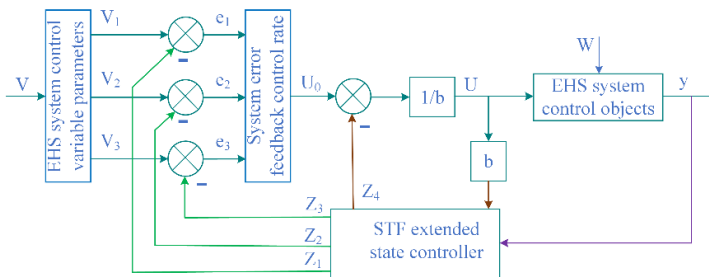 V
EHS system control
variable parameters
V1
V2
V3
e1
e2
e3
System error
feedback control rate
U0
1/b
U
b
W
EHS system
control objects
y
Z4
Z3
Z2
Z1
STF extended
state controller